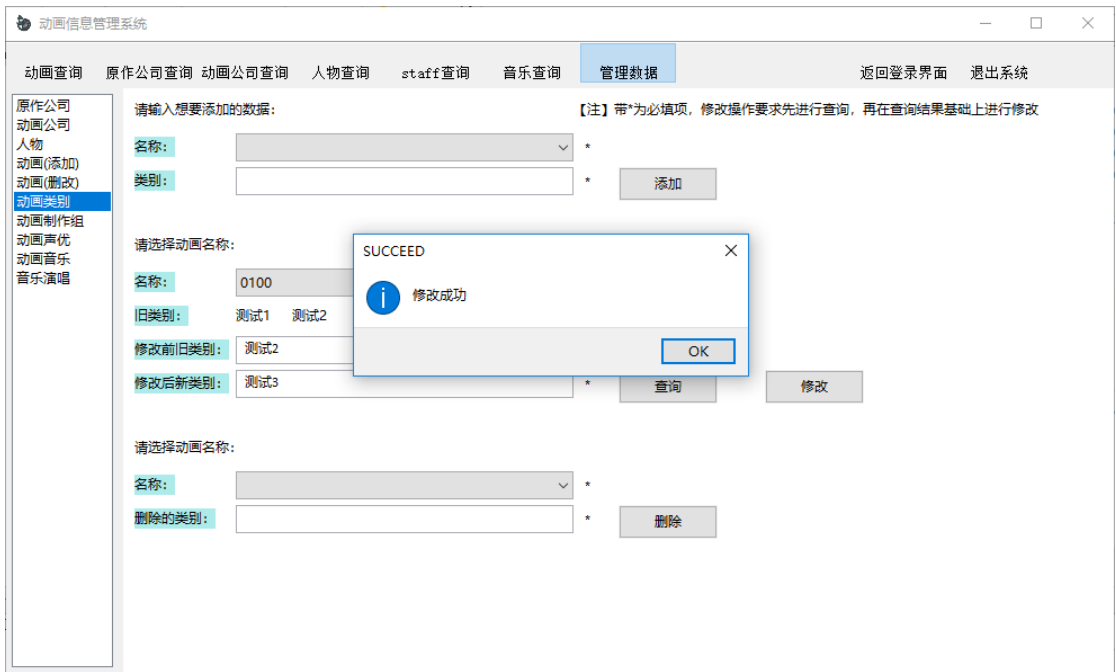 动画信息管理系统
动画查询 原作公司查询 动画公司查询 人物查询 staff查询 音乐查询 管理数据 返回登录界面 退出系统
原作公司
动画公司
人物
动画(添加)
动画(删改)
动画类别
动画制作组
动画声优
动画音乐
音乐演唱
请输入想要添加的数据: 【注】带*为必填项，修改操作要求先进行查询，再在查询结果基础上进行修改
名称: *
类别: * 添加
请选择动画名称:
名称: 0100
旧类别: 测试1 测试2
修改前旧类别: 测试2
修改后新类别: 测试3 * 查询 修改
SUCCEED
修改成功
OK
请选择动画名称:
名称: *
删除的类别: * 删除